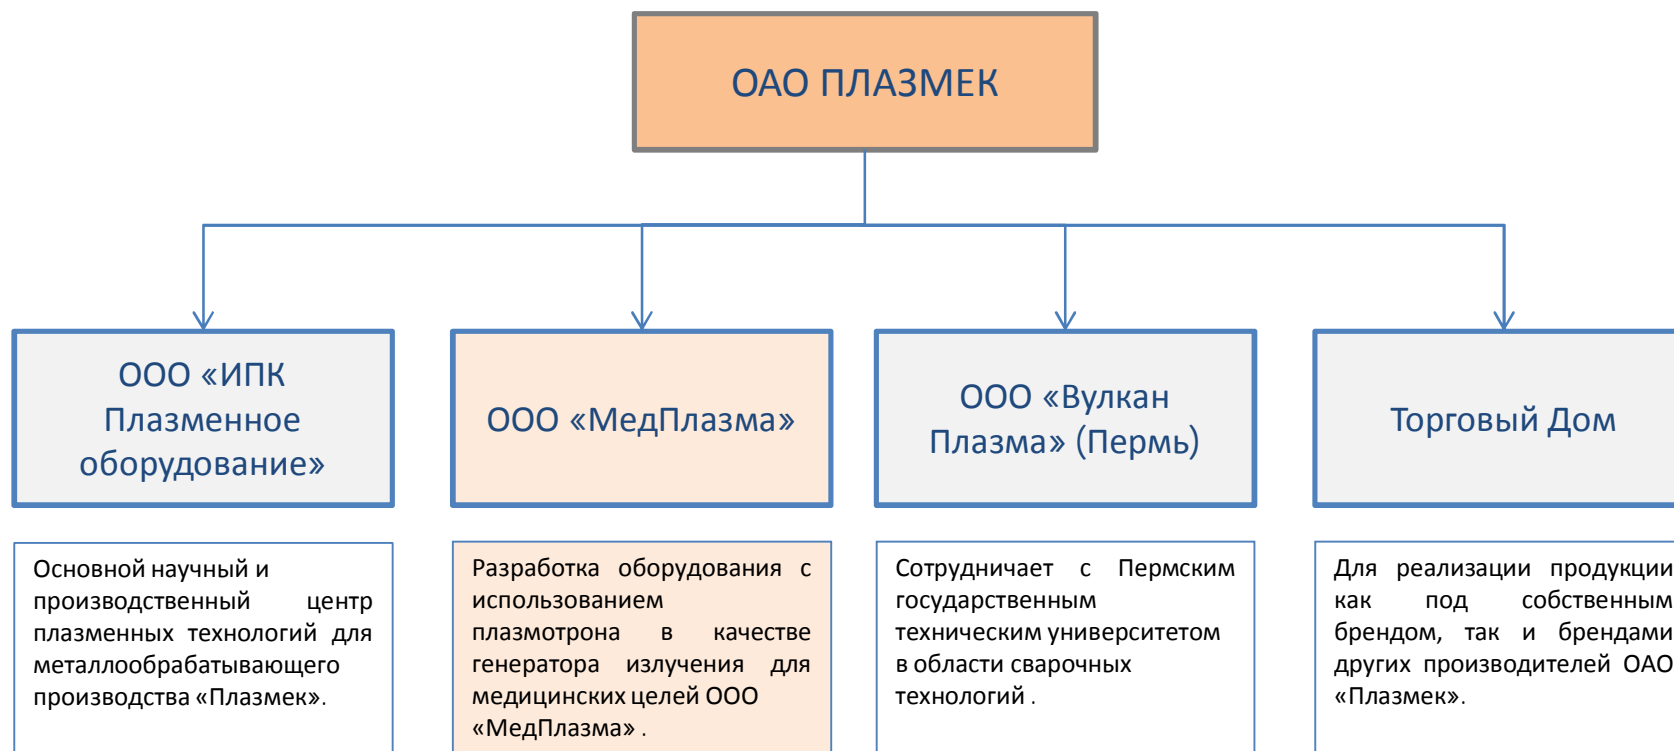 ОАО ПЛАЗМЕК
ООО «ИПК
Плазменное
оборудование»
ООО «МедПлазма»
ООО «Вулкан
Плазма» (Пермь)
Торговый Дом
Основной научный и
производственный центр
плазменных технологий для
металлообрабатывающего
производства «Плазмек».
Разработка оборудования с
использованием
плазмотрона в качестве
генератора излучения для
медицинских целей ООО
«МедПлазма» .
Сотрудничает с Пермским
государственным
техническим университетом
в области сварочных
технологий .
Для реализации продукции
как под собственным
брендом, так и брендами
других производителей ОАО
«Плазмек».